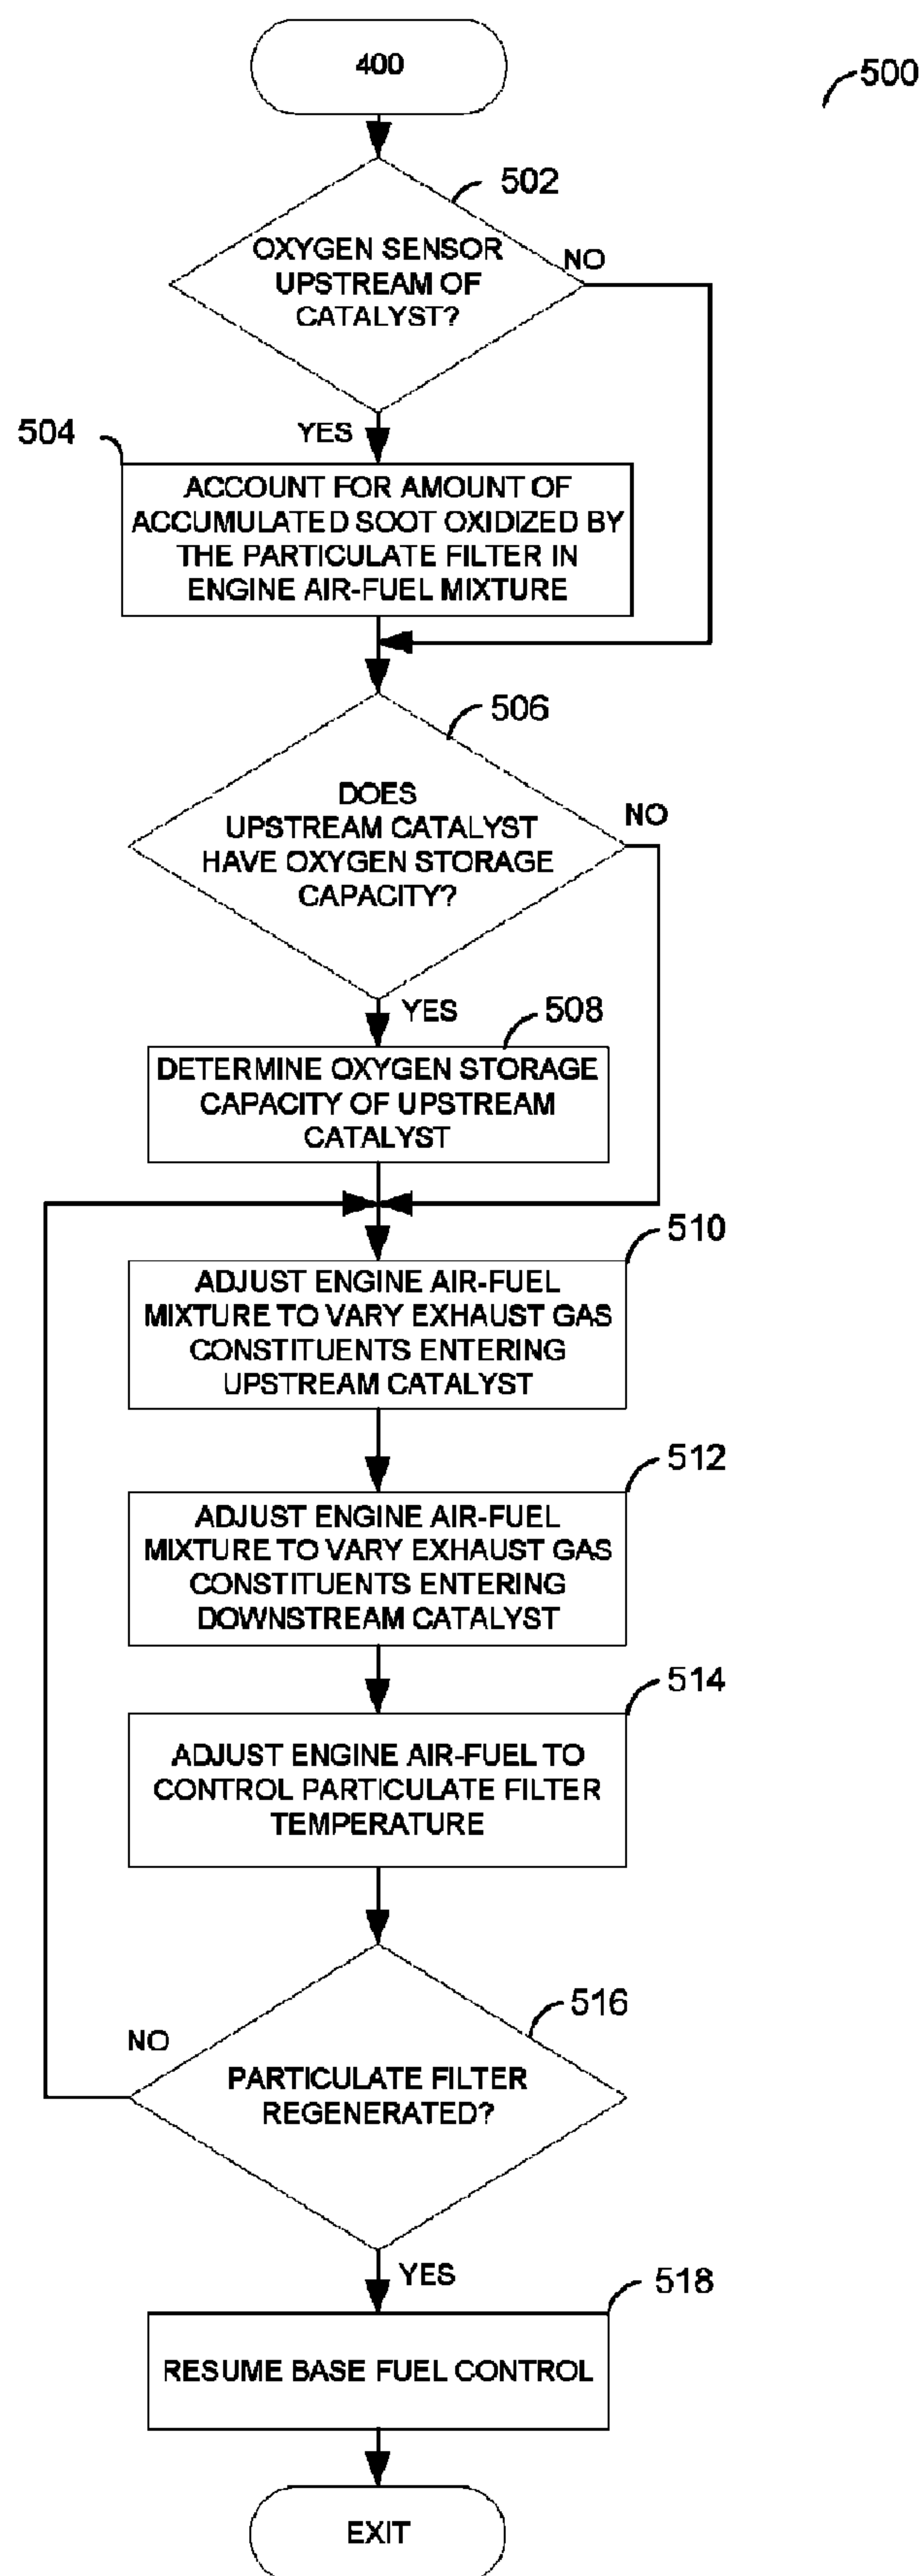 400
500
502
OXYGEN SENSOR
UPSTREAM OF
CATALYST?
NO
YES
504
ACCOUNT FOR AMOUNT OF
ACCUMULATED SOOT OXIDIZED BY
THE PARTICULATE FILTER IN
ENGINE AIR-FUEL MIXTURE
506
DOES
UPSTREAM CATALYST
HAVE OXYGEN STORAGE
CAPACITY?
NO
YES
508
DETERMINE OXYGEN STORAGE
CAPACITY OF UPSTREAM
CATALYST
510
ADJUST ENGINE AIR-FUEL
MIXTURE TO VARY EXHAUST GAS
CONSTITUENTS ENTERING
UPSTREAM CATALYST
512
ADJUST ENGINE AIR-FUEL
MIXTURE TO VARY EXHAUST GAS
CONSTITUENTS ENTERING
DOWNSTREAM CATALYST
514
ADJUST ENGINE AIR-FUEL TO
CONTROL PARTICULATE FILTER
TEMPERATURE
516
NO
PARTICULATE FILTER
REGENERATED?
YES
518
RESUME BASE FUEL CONTROL
EXIT